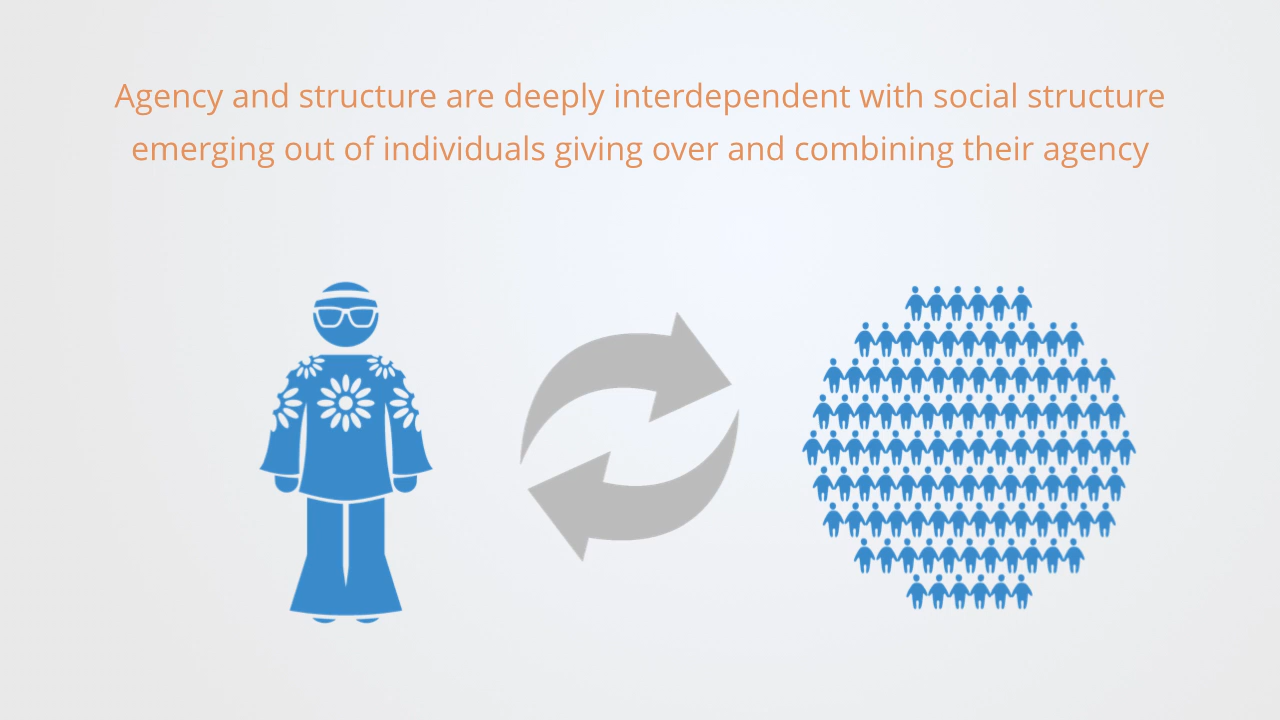 Agency and structure are deeply interdependent with social structure
emerging out of individuals giving over and combining their agency